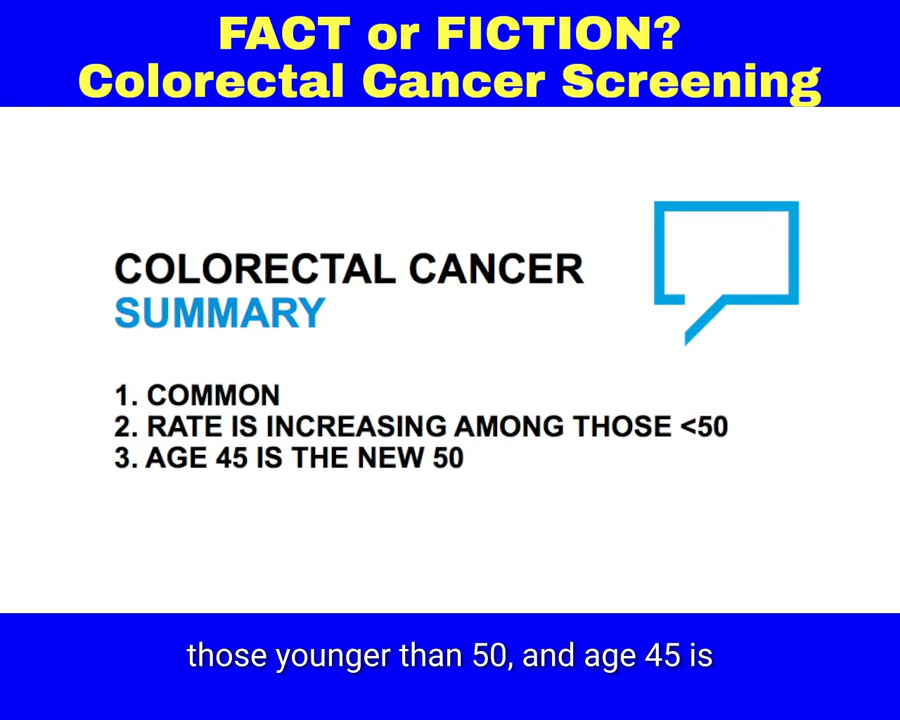 FACT or FICTION?
Colorectal Cancer Screening
COLORECTAL CANCER
SUMMARY
1. COMMON
2. RATE IS INCREASING AMONG THOSE <50
3. AGE 45 IS THE NEW 50
those younger than 50, and age 45 is